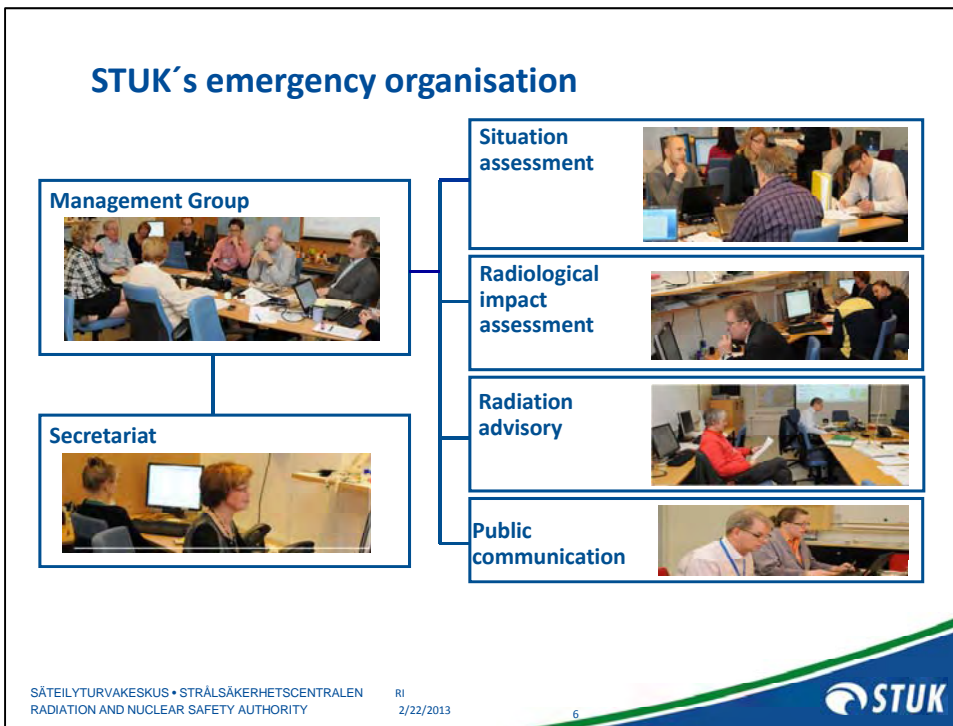 STUK´s emergency organisation
Management Group
Secretariat
Situation
assessment
Radiological
impact
assessment
Radiation
advisory
Public
communication
SÄTEILYTURVAKESKUS • STRÅLSÄKERHETSCENTRALEN
RADIATION AND NUCLEAR SAFETY AUTHORITY
RI
2/22/2013
6
STUK